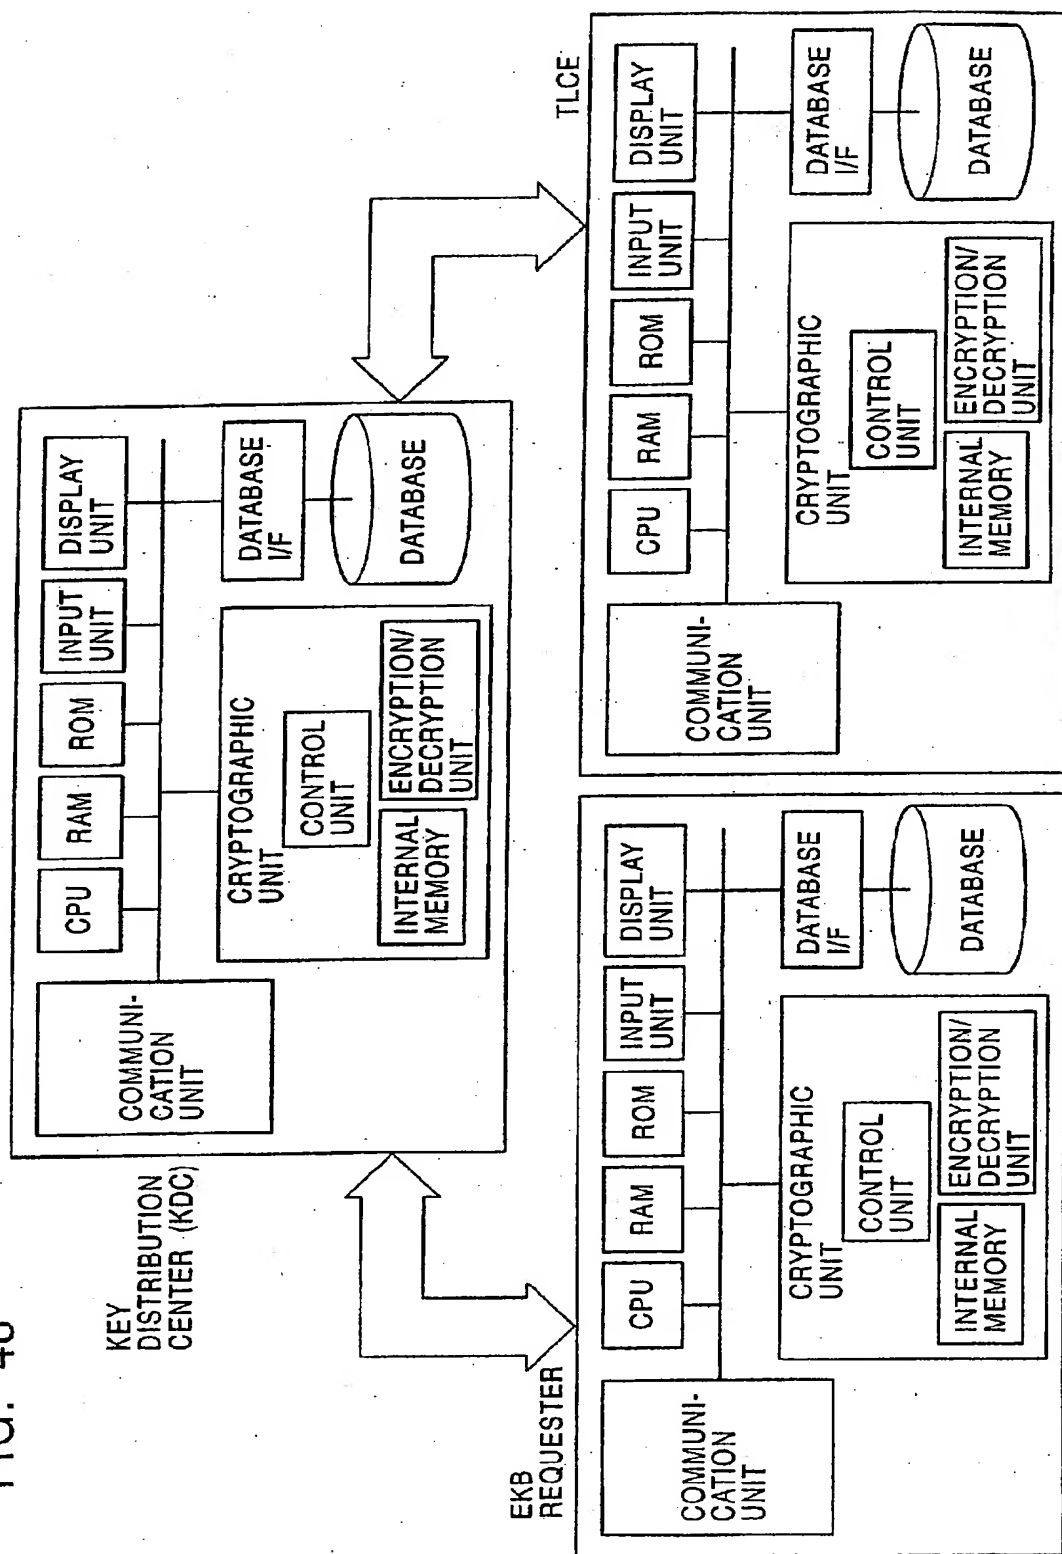 FIG.
KEY
DISTRIBUTION
CENTER (KDC)
COMMUNI-
CATION
UNIT
CPU
RAM
ROM
INPUT
UNIT
DISPLAY
UNIT
CRYPTOGRAPHIC
UNIT
CONTROL
UNIT
INTERNAL
MEMORY
ENCRYPTION/
DECRYPTION
UNIT
DATABASE
I/F
DATABASE
EKB
REQUESTER
COMMUNI-
CATION
UNIT
CPU
RAM
ROM
INPUT
UNIT
DISPLAY
UNIT
CRYPTOGRAPHIC
UNIT
CONTROL
UNIT
INTERNAL
MEMORY
ENCRYPTION/
DECRYPTION
UNIT
DATABASE
I/F
DATABASE
TLCE
COMMUNI-
CATION
UNIT
CPU
RAM
ROM
INPUT
UNIT
DISPLAY
UNIT
CRYPTOGRAPHIC
UNIT
CONTROL
UNIT
INTERNAL
MEMORY
ENCRYPTION/
DECRYPTION
UNIT
DATABASE
I/F
DATABASE